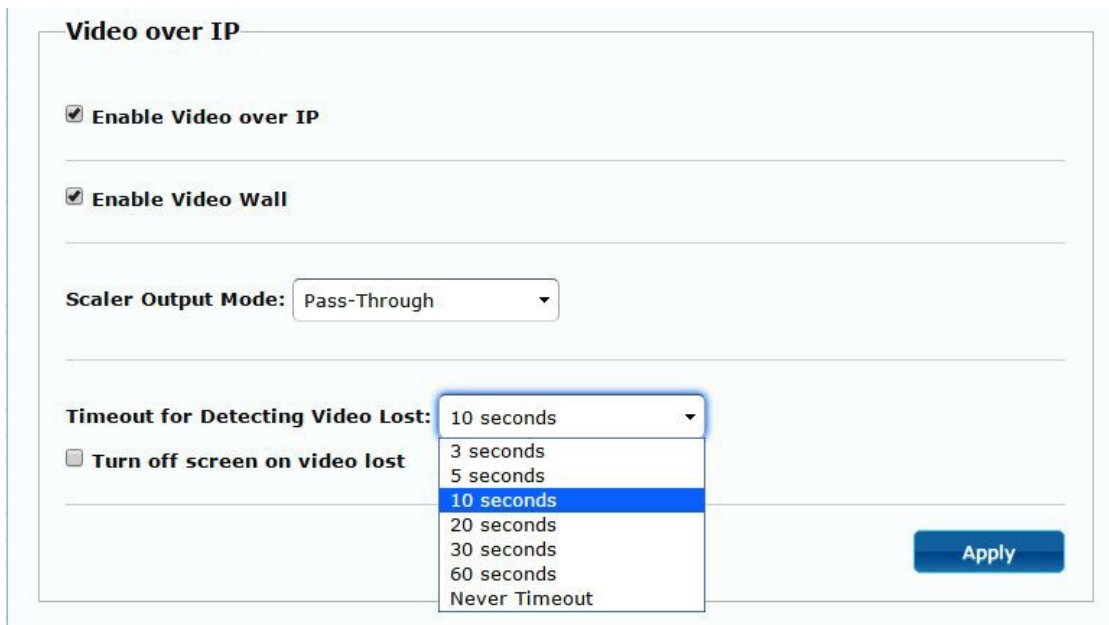 Video over IP
Enable Video over IP
Enable Video Wall
Scaler Output Mode: Pass-Through
Timeout for Detecting Video Lost: 10 seconds
3 seconds
Turn off screen on video lost
5 seconds
10 seconds
20 seconds
30 seconds
60 seconds
Never Timeout
Apply